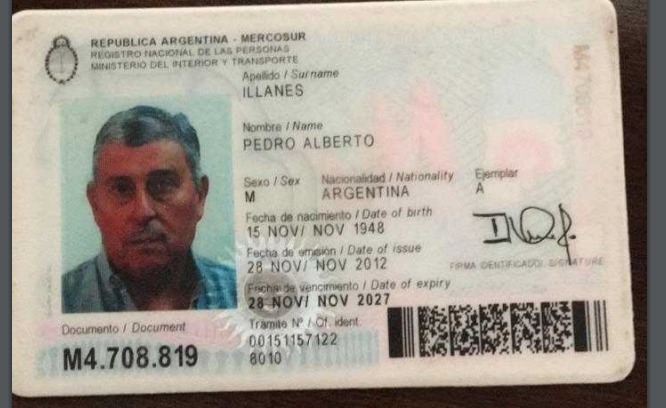 REPUBLICA ARGENTINA - MERCOSUR
REGISTRO NACIONAL DE LAS PERSONAS
MINISTERIO DEL INTERIOR Y TRANSPORTE
Apellido / Surname
ILLANES
Nombre / Name
PEDRO ALBERTO
Sexo / Sex Nacionalidad / Nationality Ejemplar
M ARGENTINA A
Fecha de nacimiento / Date of birth
15 NOV/ NOV 1948
Fecha de emisión / Date of issue
28 NOV/ NOV 2012
FIRMA IDENTIFICADO/ SIGNATURE
Fecha de vencimiento / Date of expiry
28 NOV/ NOV 2027
Documento / Document
M4.708.819
Tramite Nº / Of. ident.
00151157122
8010